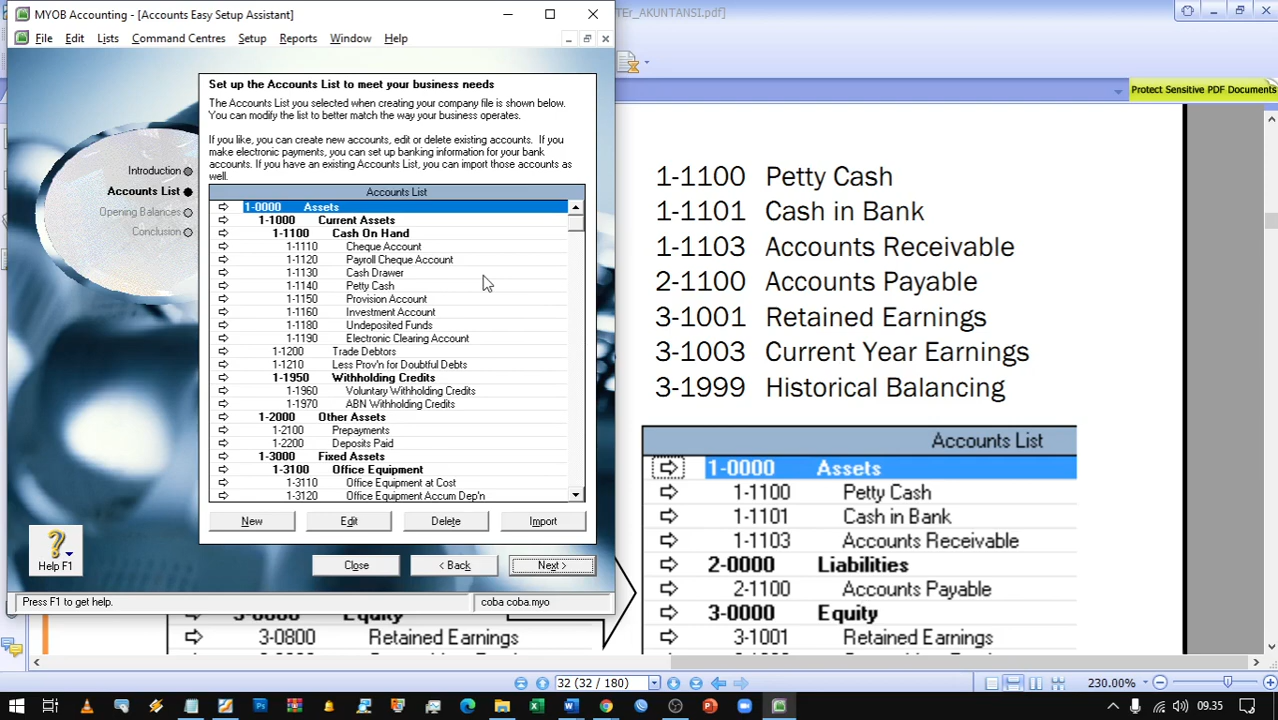 MYOB Accounting - [Accounts Easy Setup Assistant]
TEr_AKUNTANSI.pdf]
File Edit Lists Command Centres Setup Reports Window Help
Protect Sensitive PDF Documents
Introduction
Accounts List
Opening Balances
Conclusion
Set up the Accounts List to meet your business needs
The Accounts List you selected when creating your company file is shown below.
You can modify the list to better match the way your business operates.
If you like, you can create new accounts, edit or delete existing accounts. If you
make electronic payments, you can set up banking information for your bank
accounts. If you have an existing Accounts List, you can import those accounts as
well.
Accounts List
1-0000 Assets
1-1000 Current Assets
1-1100 Cash On Hand
1-1110 Cheque Account
1-1120 Payroll Cheque Account
1-1130 Cash Drawer
1-1140 Petty Cash
1-1150 Provision Account
1-1160 Investment Account
1-1180 Undeposited Funds
1-1190 Electronic Clearing Account
1-1200 Trade Debtors
1-1210 Less Prov'n for Doubtful Debts
1-1950 Withholding Credits
1-1960 Voluntary Withholding Credits
1-1970 ABN Withholding Credits
1-2000 Other Assets
1-2100 Prepayments
1-2200 Deposits Paid
1-3000 Fixed Assets
1-3100 Office Equipment
1-3110 Office Equipment at Cost
1-3120 Office Equipment Accum Dep'n
New Edit Delete Import
Help F1
Close < Back Next >
Press F1 to get help.
coba coba.myo
1-1100 Petty Cash
1-1101 Cash in Bank
1-1103 Accounts Receivable
2-1100 Accounts Payable
3-1001 Retained Earnings
3-1003 Current Year Earnings
3-1999 Historical Balancing
Accounts List
1-0000 Assets
1-1100 Petty Cash
1-1101 Cash in Bank
1-1103 Accounts Receivable
2-0000 Liabilities
2-1100 Accounts Payable
3-0000 Equity
3-1001 Retained Earnings
3-0000 Equity
3-0800 Retained Earnings
32 (32 / 180)
230.00%
09.35